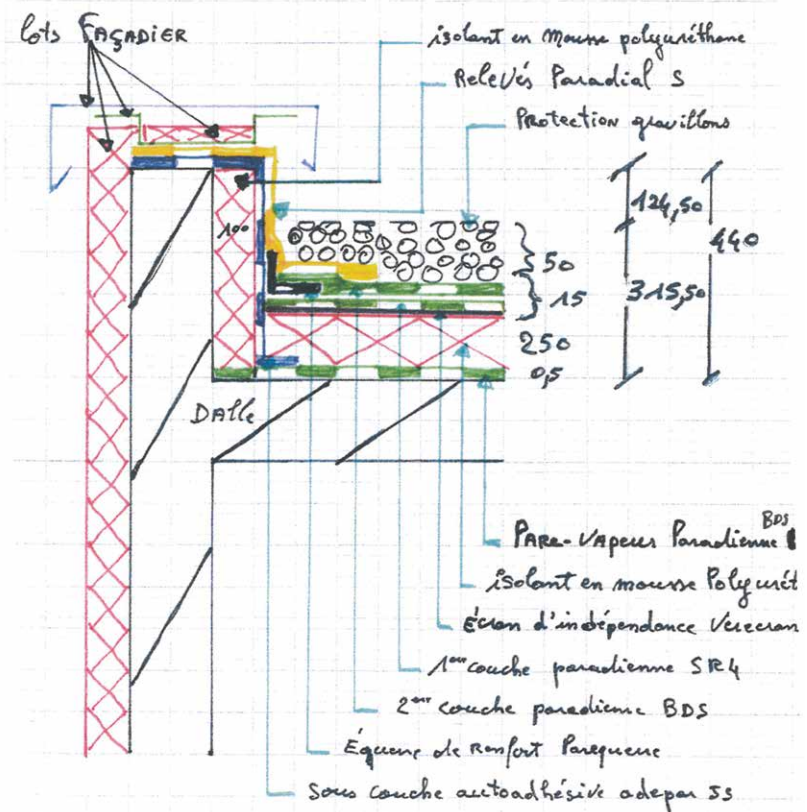 lots FAÇADIER
isolant en mousse polyuréthane
Relevés Paradial S
Protection gravillons
124,50
100
440
50
15
315,50
250
0,5
DAlle
BDS
PARe-VApeur Paradienne
isolant en mousse Polyurét
Écran d'indépendance Verecran
1ère couche paradienne SR4
2ème couche paradienne BDS
Équerre de Renfort Parequerre
Sous couche autoadhésive adepar JS